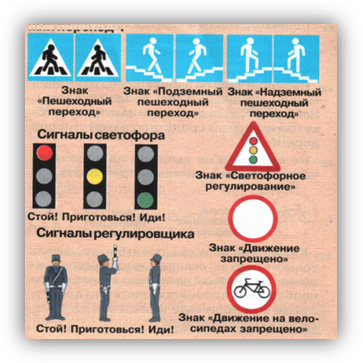 Знак
«Пешеходный
переход»
Знак «Подземный
пешеходный
переход»
Знак «Надземный
пешеходный
переход»
Сигналы светофора
Стой! Приготовься! Иди!
Знак «Светофорное
регулирование»
Сигналы регулировщика
Знак «Движение
запрещено»
Стой! Приготовься! Иди!
Знак «Движение на вело-
сипедах запрещено»